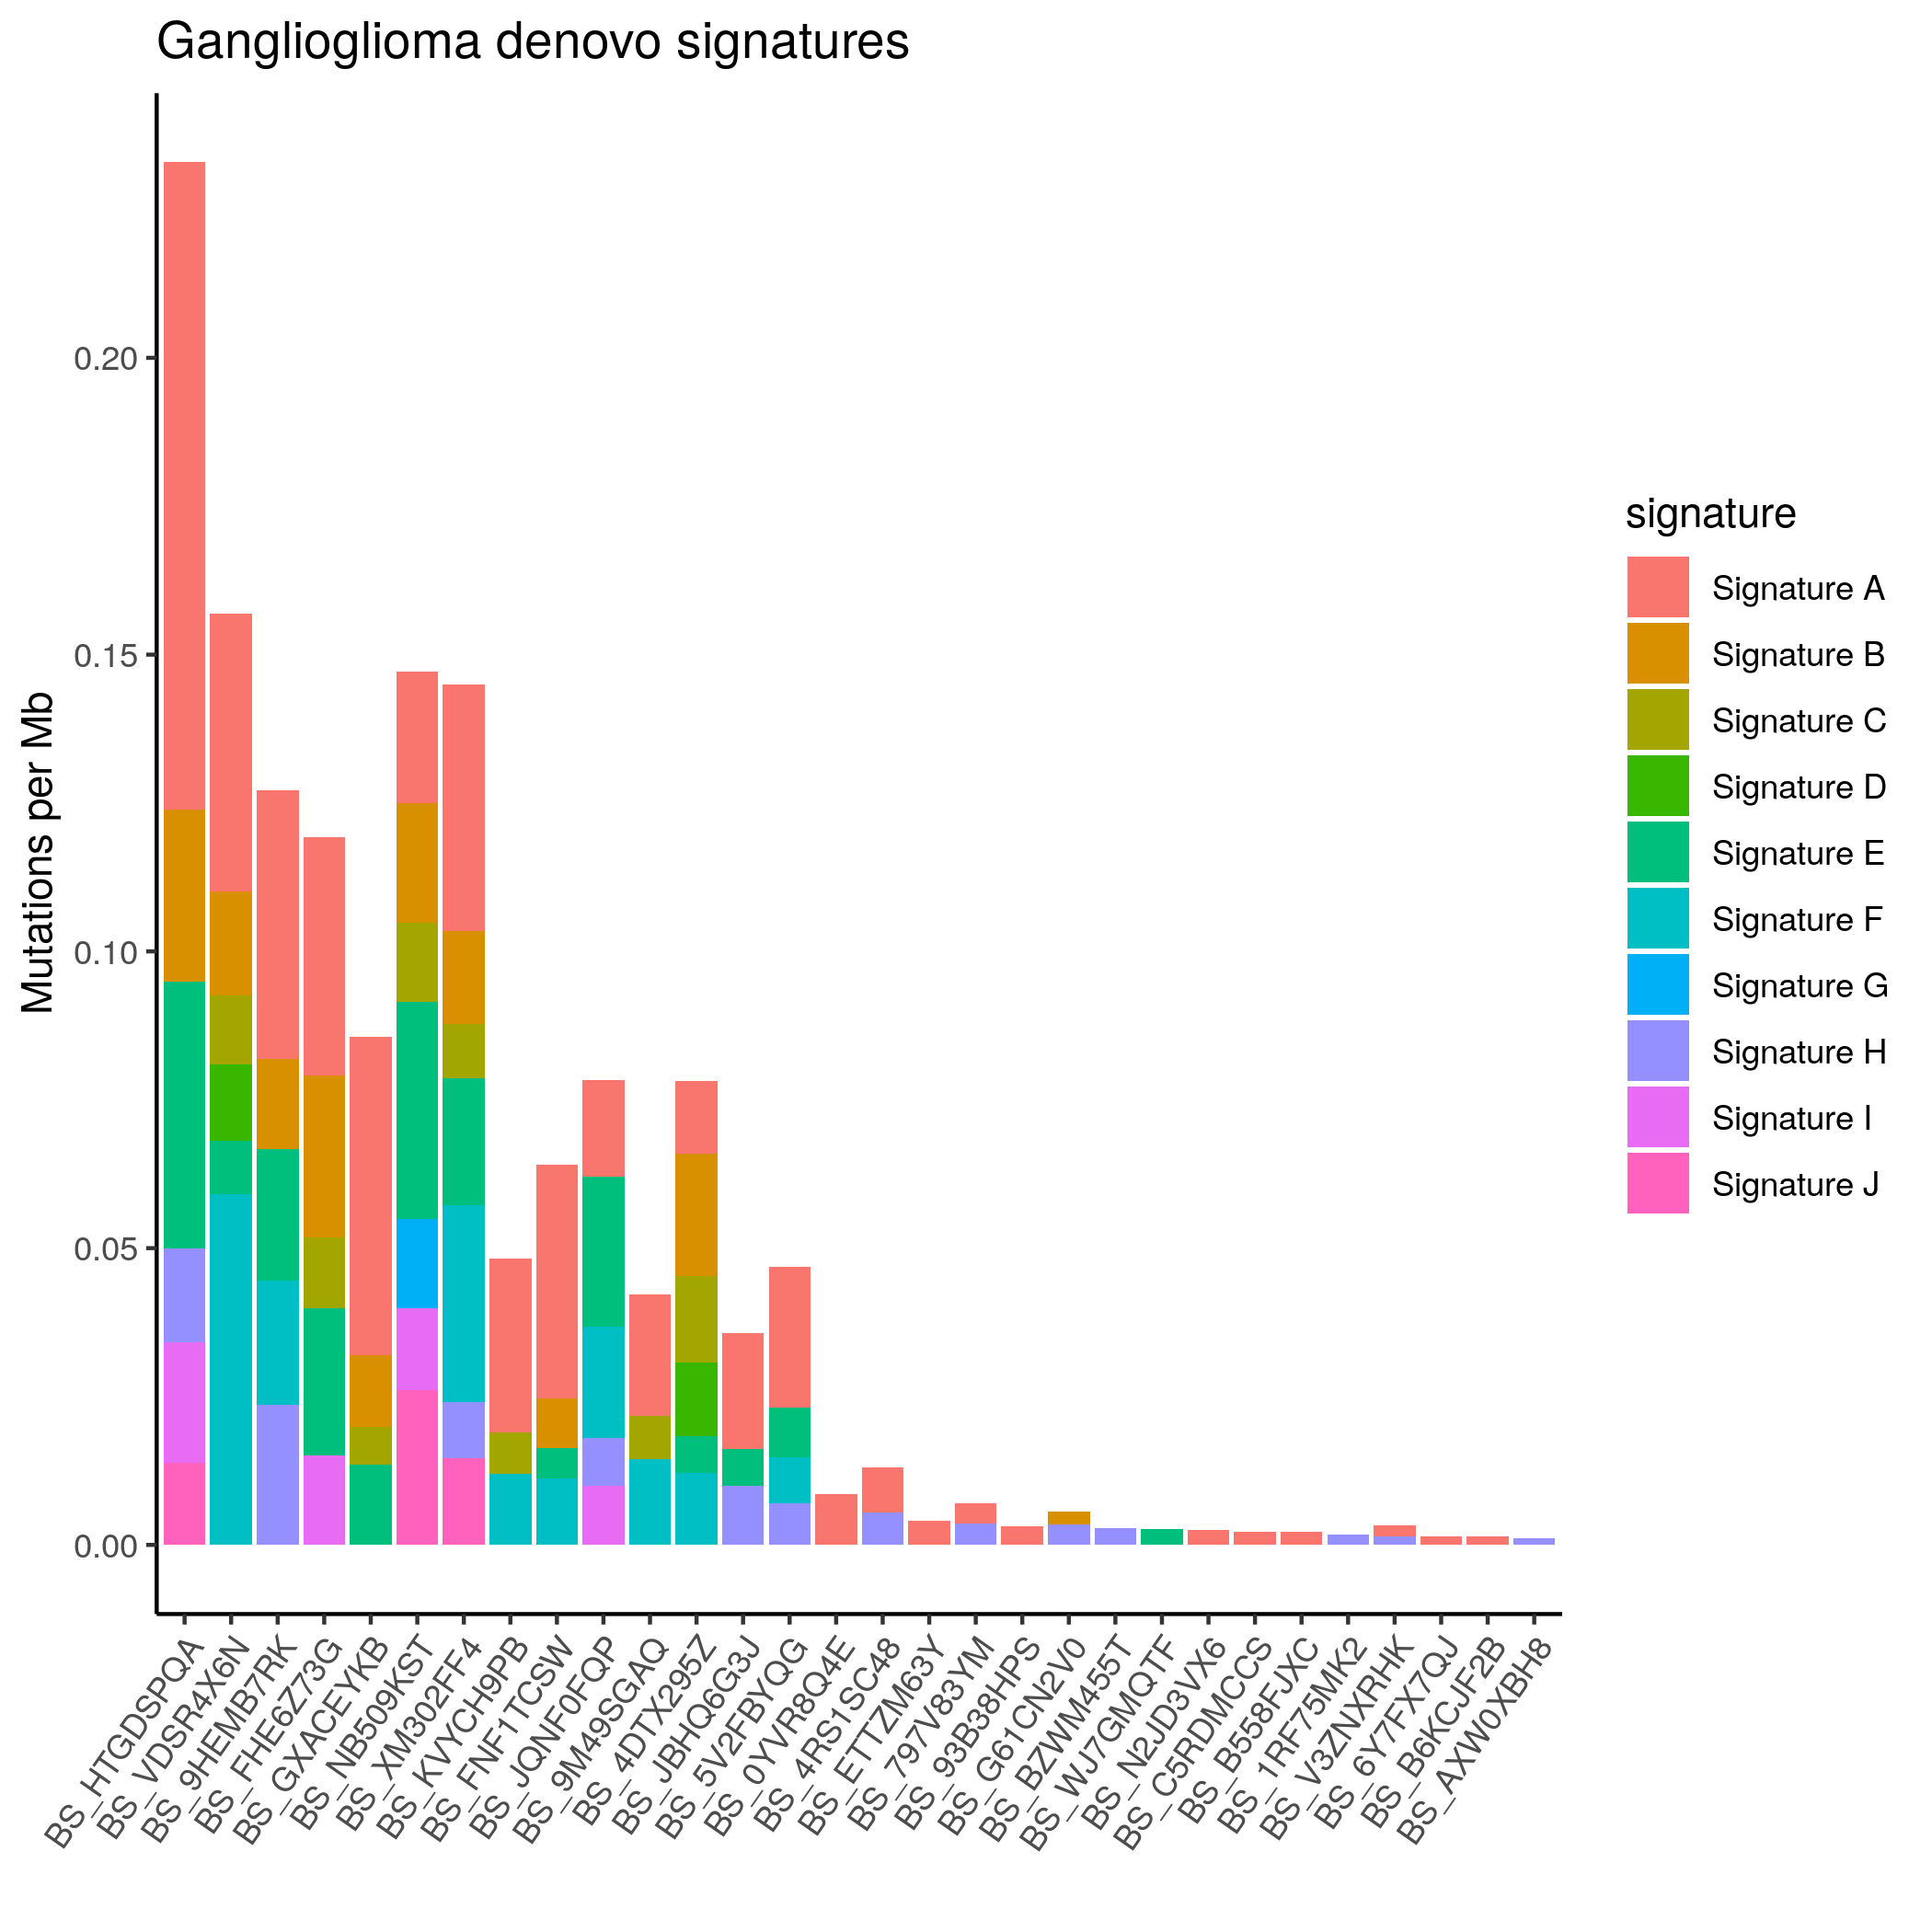 Ganglioglioma denovo signatures
Mutations per Mb
0.20
0.15
0.10
0.05
0.00
BS_HTGDSPQA
BS_VDSR4X6N
BS_9HEMB7RK
BS_FHE6Z73G
BS_GXACEYKB
BS_NB509KST
BS_XM302FF4
BS_KVYCH9PB
BS_FNF1TCSW
BS_JQNF0FQP
BS_9M49SGAQ
BS_4DTX295Z
BS_JBHQ6G3J
BS_5V2FBYQG
BS_0YVR8Q4E
BS_4RS1SC48
BS_ETTZM63Y
BS_797V83YM
BS_93B38HPS
BS_G61CN2V0
BS_BZWM455T
BS_WJ7GMQTF
BS_N2JD3VX6
BS_C5RDMCCS
BS_B558FJXC
BS_1RF75MK2
BS_V3ZNXRHK
BS_6Y7FX7QJ
BS_B6KCJF2B
BS_AXW0XBH8
signature
Signature A
Signature B
Signature C
Signature D
Signature E
Signature F
Signature G
Signature H
Signature I
Signature J